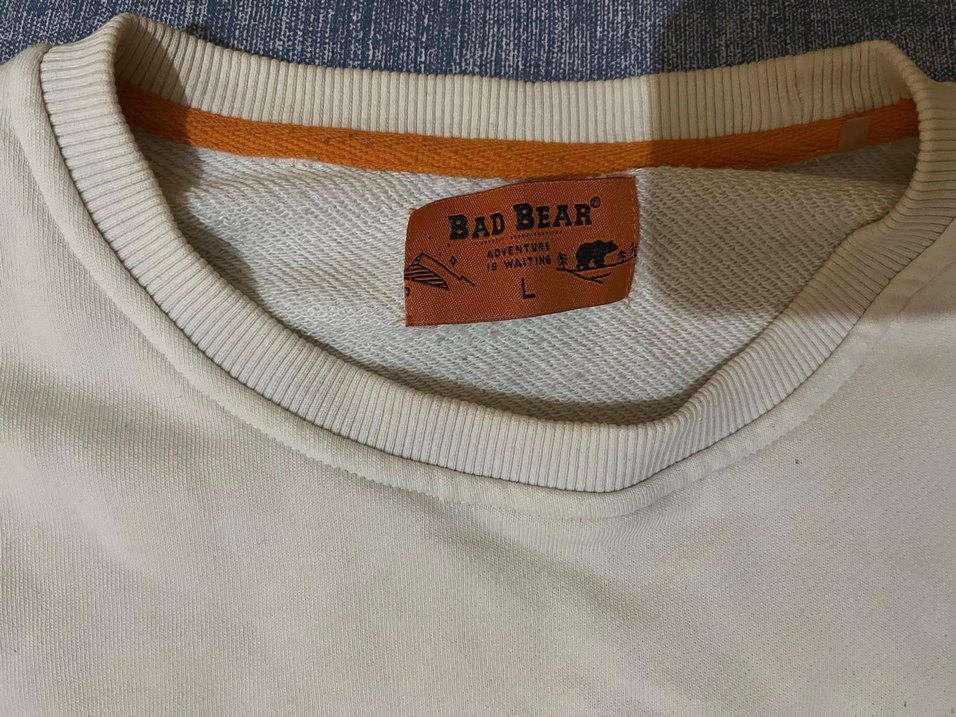 BAD BEAR®
ADVENTURE
IS WAITING
L